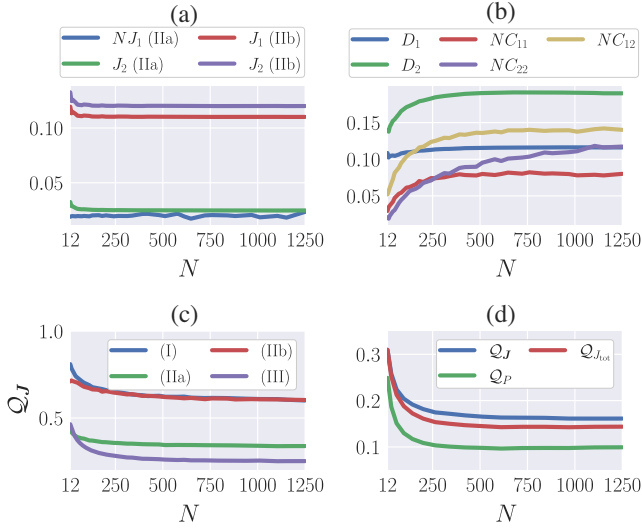 (a)
(b)
NJ₁ (IIa) J₁ (IIb)
J₂ (IIa) J₂ (IIb)
D₁ NC₁₁ NC₁₂
D₂ NC₂₂
0.10
0.05
12 250 500 750 1000 1250
N
0.15
0.10
0.05
12 250 500 750 1000 1250
N
(c)
(d)
1.0
0.5
𝒬_J
(I) (IIb)
(IIa) (III)
12 250 500 750 1000 1250
N
0.3
0.2
0.1
𝒬_J 𝒬_{J_tot}
𝒬_P
12 250 500 750 1000 1250
N